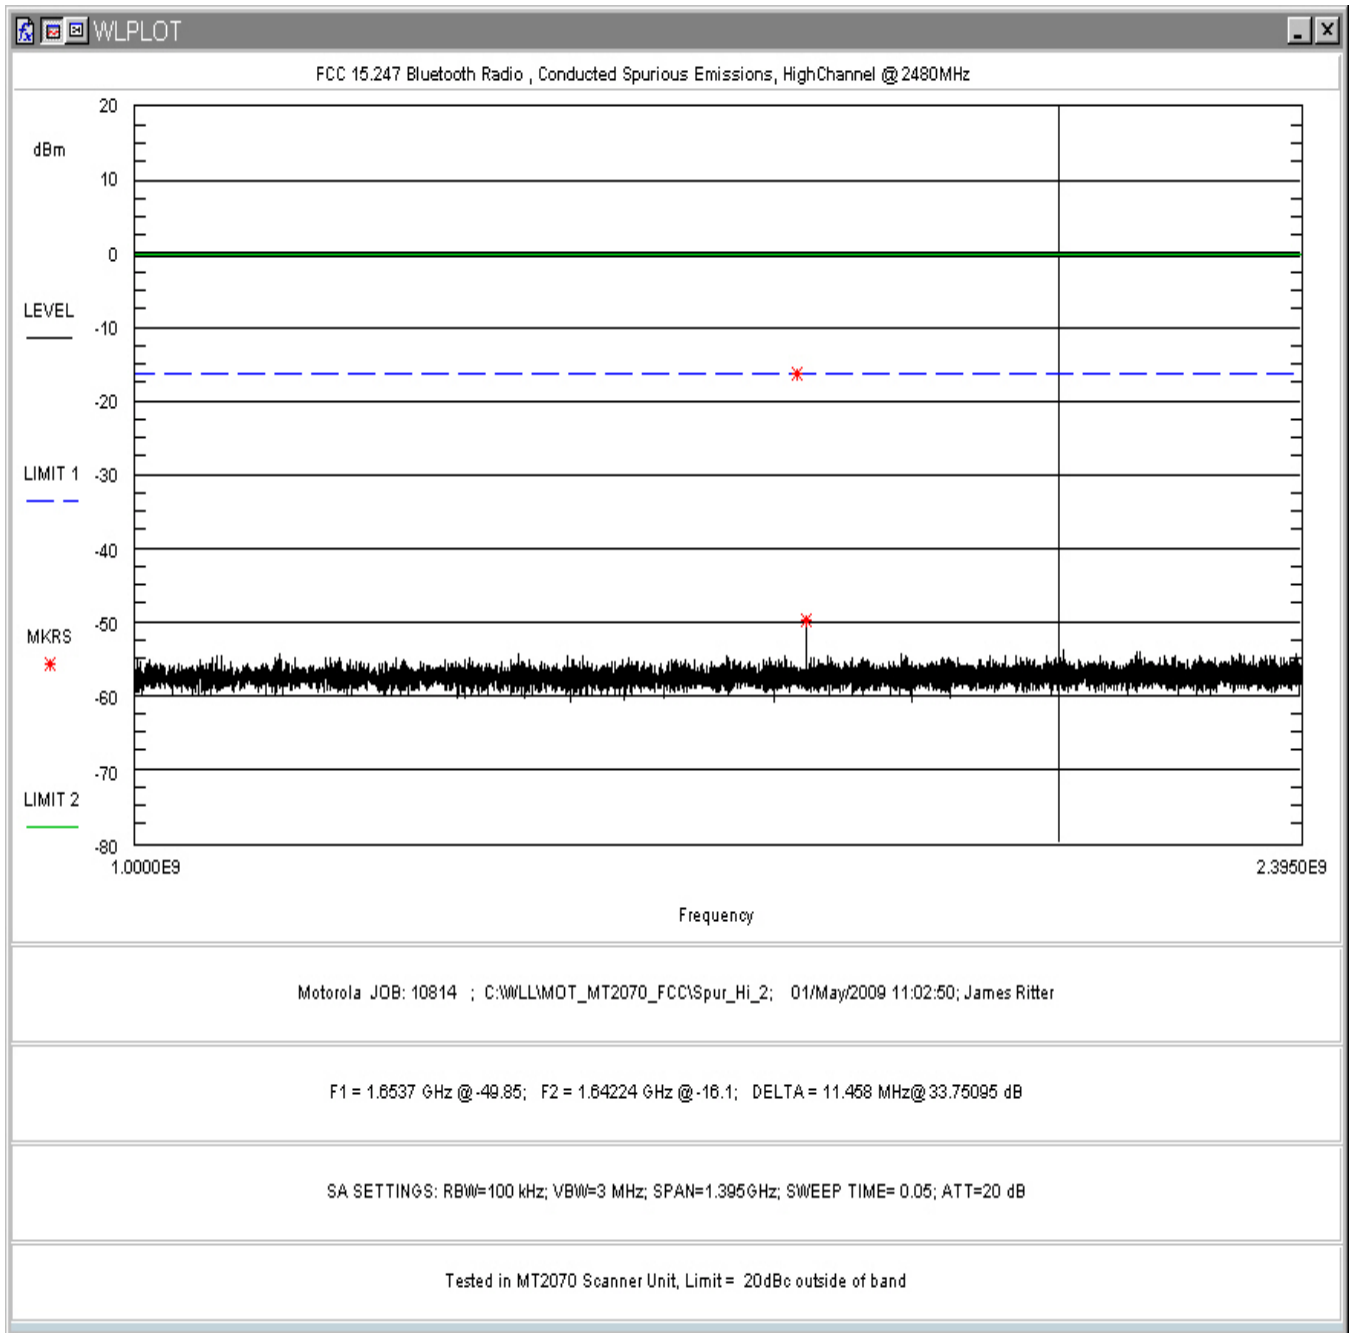 WLPLOT
FCC 15.247 Bluetooth Radio , Conducted Spurious Emissions, HighChannel @ 2480MHz
20
dBm
10
0
LEVEL
-10
-20
LIMIT 1
-30
-40
-50
MKRS
-60
-70
LIMIT 2
-80
1.0000E9
2.3950E9
Frequency
Motorola JOB: 10814 ; C:\WLL\MOT_MT2070_FCC\Spur_Hi_2; 01/May/2009 11:02:50; James Ritter
F1 = 1.6537 GHz @ -49.85; F2 = 1.64224 GHz @ -16.1; DELTA = 11.458 MHz@ 33.75095 dB
SA SETTINGS: RBW=100 kHz; VBW=3 MHz; SPAN=1.395GHz; SWEEP TIME= 0.05; ATT=20 dB
Tested in MT2070 Scanner Unit, Limit = 20dBc outside of band